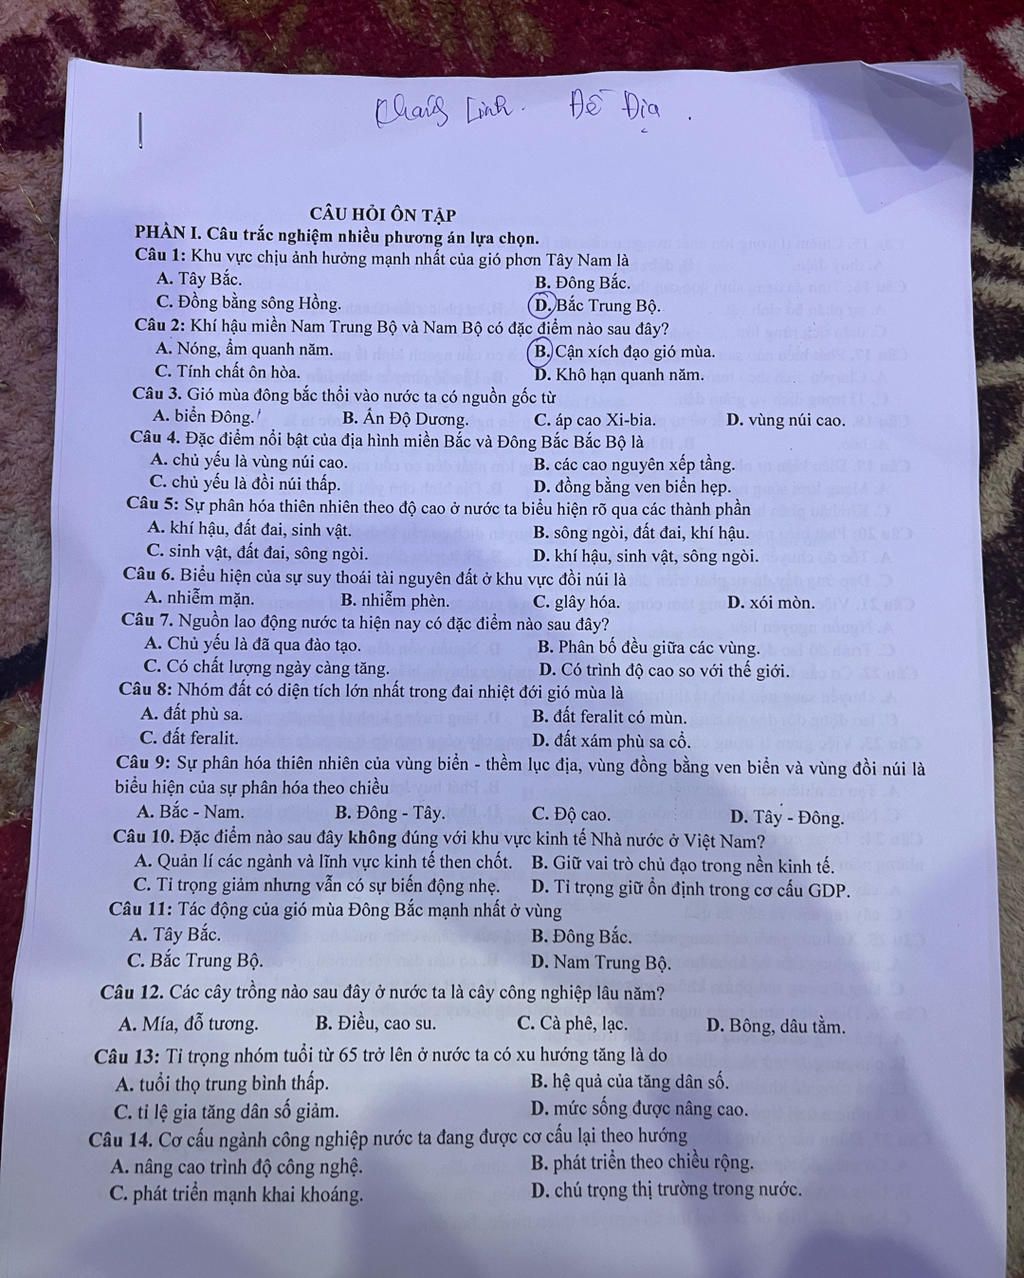 Khánh Linh. Đề Địa.
CÂU HỎI ÔN TẬP
PHẦN I. Câu trắc nghiệm nhiều phương án lựa chọn.
Câu 1: Khu vực chịu ảnh hưởng mạnh nhất của gió phơn Tây Nam là
A. Tây Bắc. B. Đông Bắc.
C. Đồng bằng sông Hồng. D. Bắc Trung Bộ.
Câu 2: Khí hậu miền Nam Trung Bộ và Nam Bộ có đặc điểm nào sau đây?
A. Nóng, ẩm quanh năm. B. Cận xích đạo gió mùa.
C. Tính chất ôn hòa. D. Khô hạn quanh năm.
Câu 3. Gió mùa đông bắc thổi vào nước ta có nguồn gốc từ
A. biển Đông. B. Ấn Độ Dương. C. áp cao Xi-bia. D. vùng núi cao.
Câu 4. Đặc điểm nổi bật của địa hình miền Bắc và Đông Bắc Bắc Bộ là
A. chủ yếu là vùng núi cao. B. các cao nguyên xếp tầng.
C. chủ yếu là đồi núi thấp. D. đồng bằng ven biển hẹp.
Câu 5: Sự phân hóa thiên nhiên theo độ cao ở nước ta biểu hiện rõ qua các thành phần
A. khí hậu, đất đai, sinh vật. B. sông ngòi, đất đai, khí hậu.
C. sinh vật, đất đai, sông ngòi. D. khí hậu, sinh vật, sông ngòi.
Câu 6. Biểu hiện của sự suy thoái tài nguyên đất ở khu vực đồi núi là
A. nhiễm mặn. B. nhiễm phèn. C. glây hóa. D. xói mòn.
Câu 7. Nguồn lao động nước ta hiện nay có đặc điểm nào sau đây?
A. Chủ yếu là đã qua đào tạo. B. Phân bố đều giữa các vùng.
C. Có chất lượng ngày càng tăng. D. Có trình độ cao so với thế giới.
Câu 8: Nhóm đất có diện tích lớn nhất trong đai nhiệt đới gió mùa là
A. đất phù sa. B. đất feralit có mùn.
C. đất feralit. D. đất xám phù sa cổ.
Câu 9: Sự phân hóa thiên nhiên của vùng biển - thềm lục địa, vùng đồng bằng ven biển và vùng đồi núi là
biểu hiện của sự phân hóa theo chiều
A. Bắc - Nam. B. Đông - Tây. C. Độ cao. D. Tây - Đông.
Câu 10. Đặc điểm nào sau đây không đúng với khu vực kinh tế Nhà nước ở Việt Nam?
A. Quản lí các ngành và lĩnh vực kinh tế then chốt. B. Giữ vai trò chủ đạo trong nền kinh tế.
C. Tỉ trọng giảm nhưng vẫn có sự biến động nhẹ. D. Tỉ trọng giữ ổn định trong cơ cấu GDP.
Câu 11: Tác động của gió mùa Đông Bắc mạnh nhất ở vùng
A. Tây Bắc. B. Đông Bắc.
C. Bắc Trung Bộ. D. Nam Trung Bộ.
Câu 12. Các cây trồng nào sau đây ở nước ta là cây công nghiệp lâu năm?
A. Mía, đỗ tương. B. Điều, cao su. C. Cà phê, lạc. D. Bông, dâu tằm.
Câu 13: Tỉ trọng nhóm tuổi từ 65 trở lên ở nước ta có xu hướng tăng là do
A. tuổi thọ trung bình thấp. B. hệ quả của tăng dân số.
C. tỉ lệ gia tăng dân số giảm. D. mức sống được nâng cao.
Câu 14. Cơ cấu ngành công nghiệp nước ta đang được cơ cấu lại theo hướng
A. nâng cao trình độ công nghệ. B. phát triển theo chiều rộng.
C. phát triển mạnh khai khoáng. D. chú trọng thị trường trong nước.